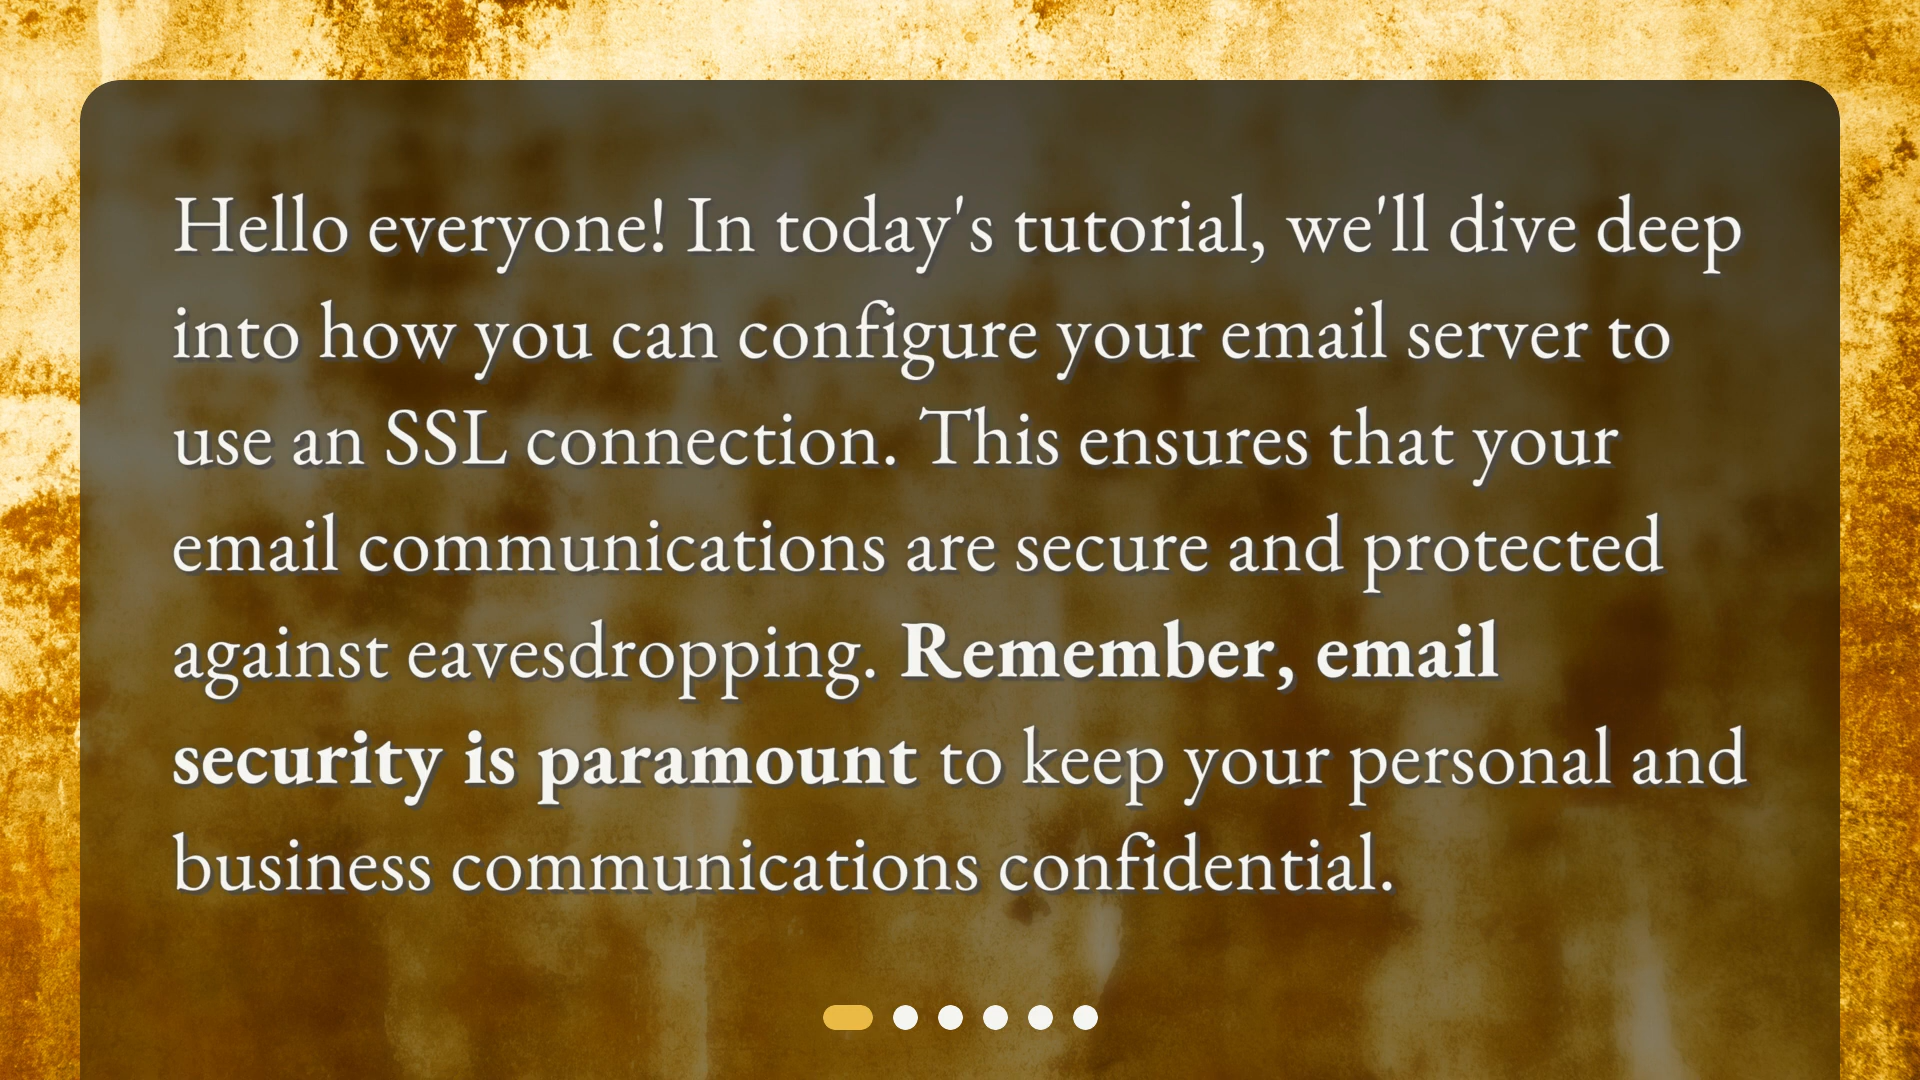 Hello everyone! In today's tutorial, we'll dive deep
into how you can configure your email server to
use an SSL connection. This ensures that your
email communications are secure and protected
against eavesdropping. Remember, email
security is paramount to keep your personal and
business communications confidential.